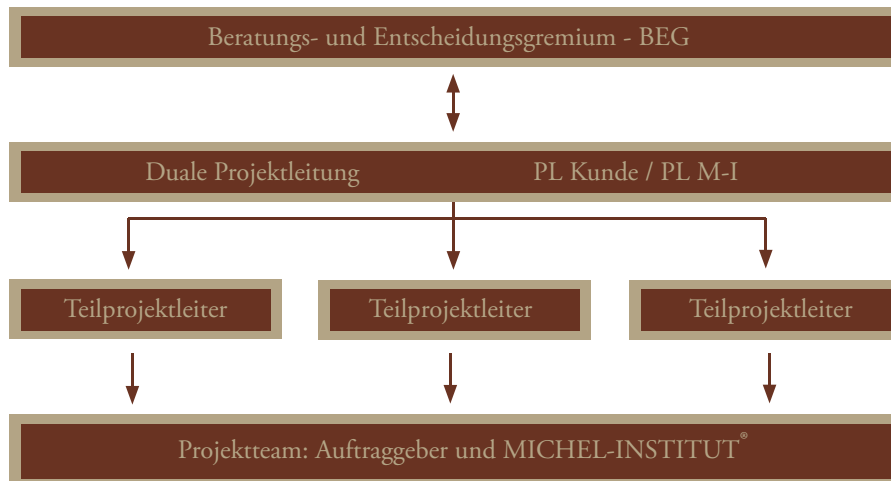 Beratungs- und Entscheidungsgremium - BEG
Duale Projektleitung PL Kunde / PL M-I
Teilprojektleiter Teilprojektleiter Teilprojektleiter
Projektteam: Auftraggeber und MICHEL-INSTITUT®